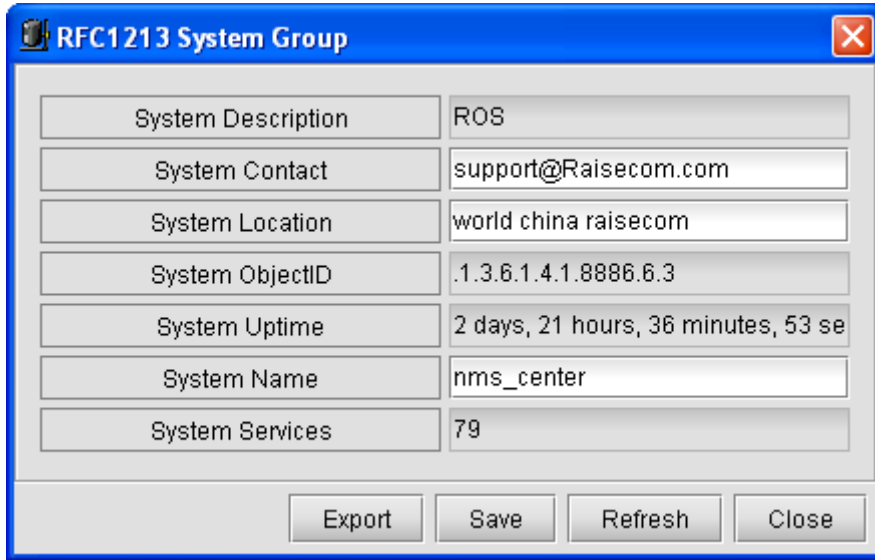 RFC1213 System Group
System Description ROS
System Contact support@Raisecom.com
System Location world china raisecom
System ObjectID .1.3.6.1.4.1.8886.6.3
System Uptime 2 days, 21 hours, 36 minutes, 53 se
System Name nms_center
System Services 79
Export Save Refresh Close